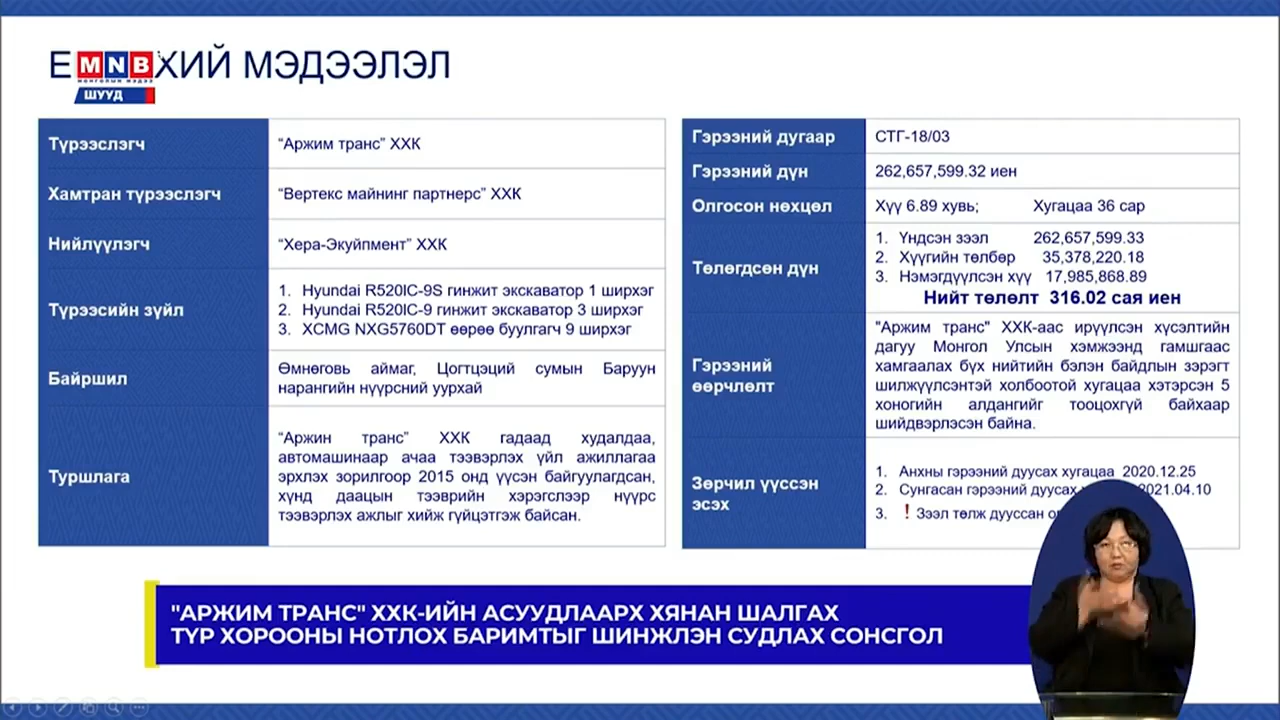 Е ХИЙ МЭДЭЭЛЭЛ
MNB
МОНГОЛЫН МЭДЭЭ
ШУУД
Түрээслэгч
“Аржим транс” ХХК
Хамтран түрээслэгч
“Вертекс майнинг партнерс” ХХК
Нийлүүлэгч
“Хера-Экуйпмент” ХХК
Түрээсийн зүйл
1. Hyundai R520IC-9S гинжит экскаватор 1 ширхэг
2. Hyundai R520IC-9 гинжит экскаватор 3 ширхэг
3. XCMG NXG5760DT өөрөө буулгагч 9 ширхэг
Байршил
Өмнөговь аймаг, Цогтцэций сумын Баруун
нарангийн нүүрсний уурхай
Туршлага
“Аржин транс” ХХК гадаад худалдаа,
автомашинаар ачаа тээвэрлэх үйл ажиллагаа
эрхлэх зорилгоор 2015 онд үүсэн байгуулагдсан,
хүнд даацын тээврийн хэрэгслээр нүүрс
тээвэрлэх ажлыг хийж гүйцэтгэж байсан.
Гэрээний дугаар
СТГ-18/03
Гэрээний дүн
262,657,599.32 иен
Олгосон нөхцөл
Хүү 6.89 хувь; Хугацаа 36 сар
Төлөгдсөн дүн
1. Үндсэн зээл 262,657,599.33
2. Хүүгийн төлбөр 35,378,220.18
3. Нэмэгдүүлсэн хүү 17,985,868.89
Нийт төлөлт 316.02 сая иен
Гэрээний
өөрчлөлт
"Аржим транс" ХХК-аас ирүүлсэн хүсэлтийн
дагуу Монгол Улсын хэмжээнд гамшгаас
хамгаалах бүх нийтийн бэлэн байдлын зэрэгт
шилжүүлсэнтэй холбоотой хугацаа хэтэрсэн 5
хоногийн алдангийг тооцохгүй байхаар
шийдвэрлэсэн байна.
Зөрчил үүссэн
эсэх
1. Анхны гэрээний дуусах хугацаа 2020.12.25
2. Сунгасан гэрээний дуусах 2021.04.10
3. ! Зээл төлж дууссан
"АРЖИМ ТРАНС" ХХК-ИЙН АСУУДЛААРХ ХЯНАН ШАЛГАХ
ТҮР ХОРООНЫ НОТЛОХ БАРИМТЫГ ШИНЖЛЭН СУДЛАХ СОНСГОЛ